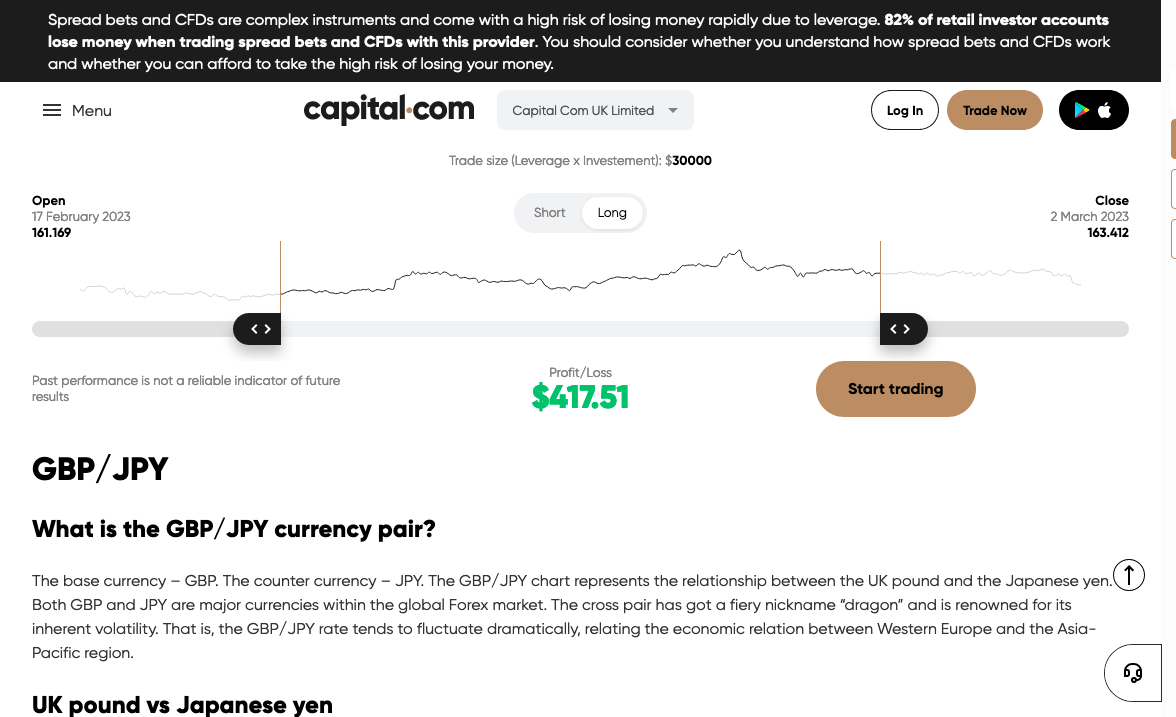 Spread bets and CFDs are complex instruments and come with a high risk of losing money rapidly due to leverage. 82% of retail investor accounts
lose money when trading spread bets and CFDs with this provider. You should consider whether you understand how spread bets and CFDs work
and whether you can afford to take the high risk of losing your money.
Menu
capital.com
Capital Com UK Limited
Log In
Trade Now
Trade size (Leverage x Investement): $30000
Open
17 February 2023
161.169
Short
Long
Close
2 March 2023
163.412
Past performance is not a reliable indicator of future
results
Profit/Loss
$417.51
Start trading
GBP/JPY
What is the GBP/JPY currency pair?
The base currency – GBP. The counter currency – JPY. The GBP/JPY chart represents the relationship between the UK pound and the Japanese yen.
Both GBP and JPY are major currencies within the global Forex market. The cross pair has got a fiery nickname “dragon” and is renowned for its
inherent volatility. That is, the GBP/JPY rate tends to fluctuate dramatically, relating the economic relation between Western Europe and the Asia-
Pacific region.
UK pound vs Japanese yen